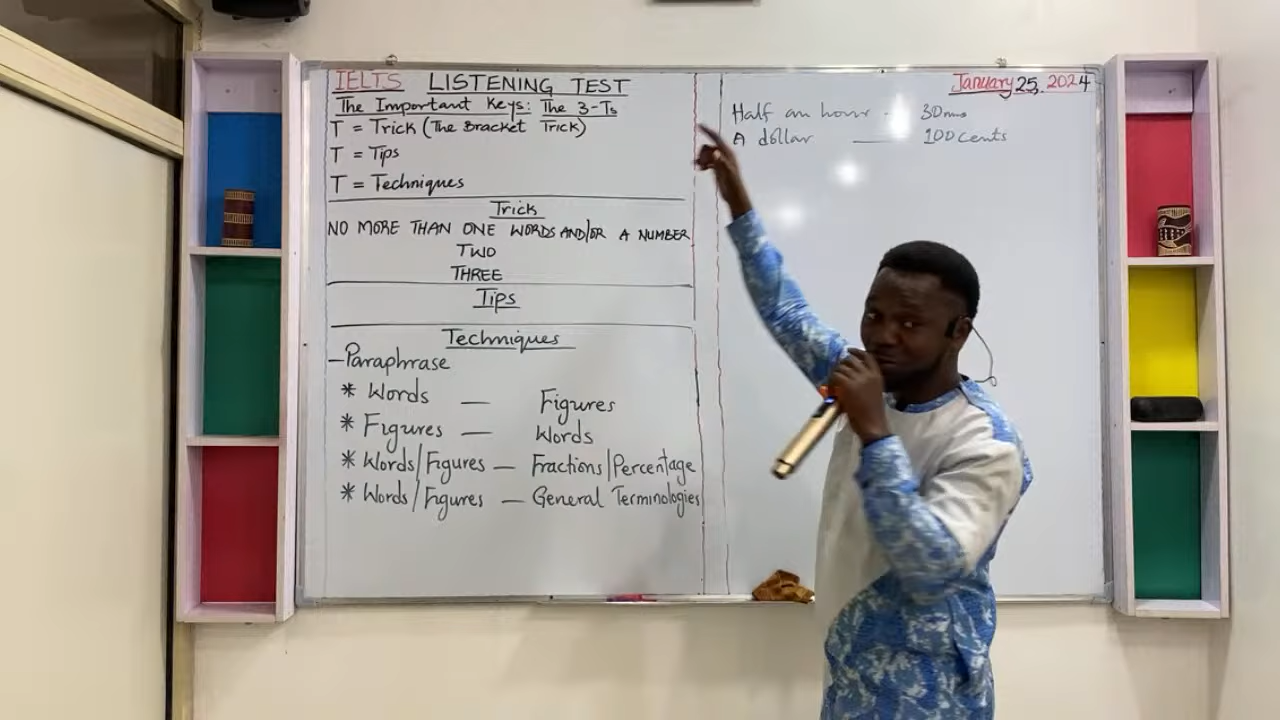 IELTS LISTENING TEST
The Important Keys: The 3-Ts
T = Trick (The Bracket Trick)
T = Tips
T = Techniques
Trick
NO MORE THAN ONE WORDS AND/OR A NUMBER
TWO
THREE
Tips
Techniques
- Paraphrase
* Words — Figures
* Figures — Words
* Words/Figures — Fractions/Percentage
* Words/Figures — General Terminologies
January 25, 2024
Half an hour - 30mns
A dollar — 100 cents